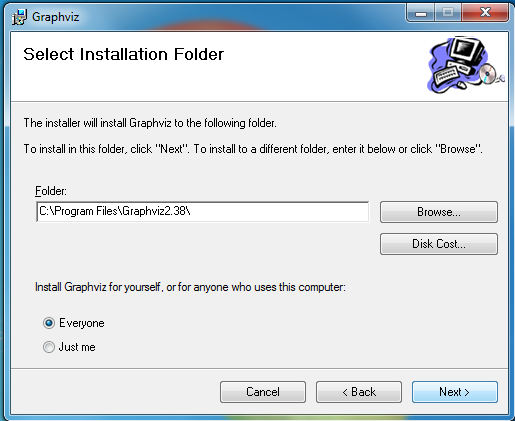 Graphviz
Select Installation Folder
The installer will install Graphviz to the following folder.
To install in this folder, click "Next". To install to a different folder, enter it below or click "Browse".
Folder:
C:\Program Files\Graphviz2.38\
Browse...
Disk Cost...
Install Graphviz for yourself, or for anyone who uses this computer:
Everyone
Just me
Cancel
< Back
Next >